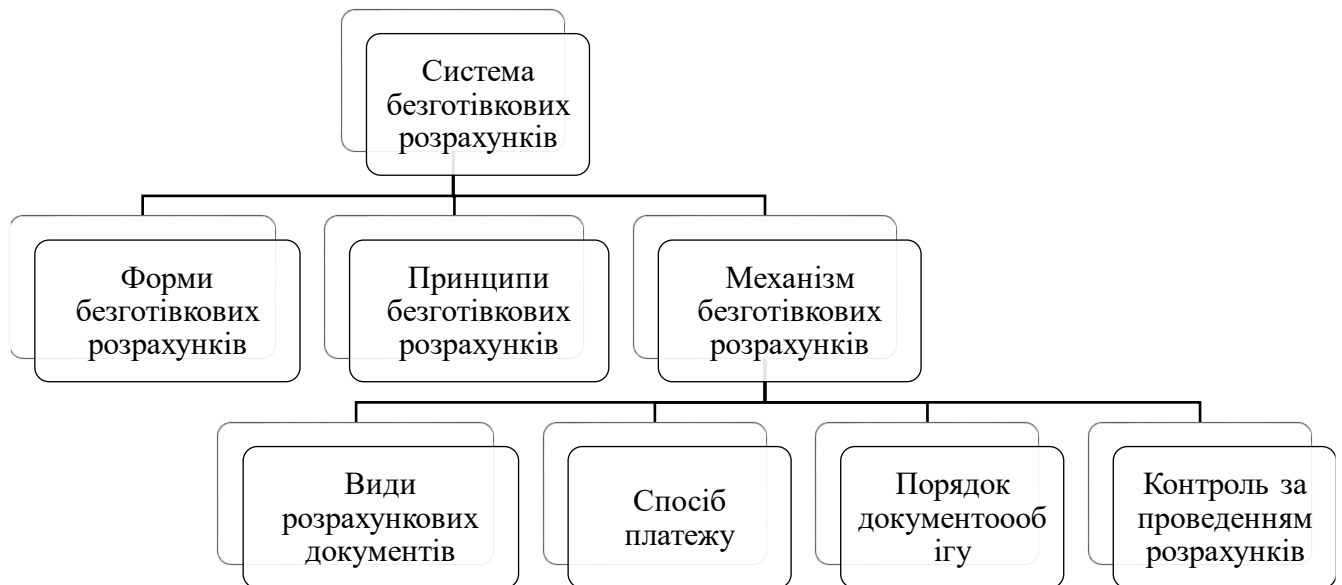 Система
безготівкових
розрахунків
Форми
безготівкових
розрахунків
Принципи
безготівкових
розрахунків
Механізм
безготівкових
розрахунків
Види
розрахункових
документів
Спосіб
платежу
Порядок
документоооб
ігу
Контроль за
проведенням
розрахунків